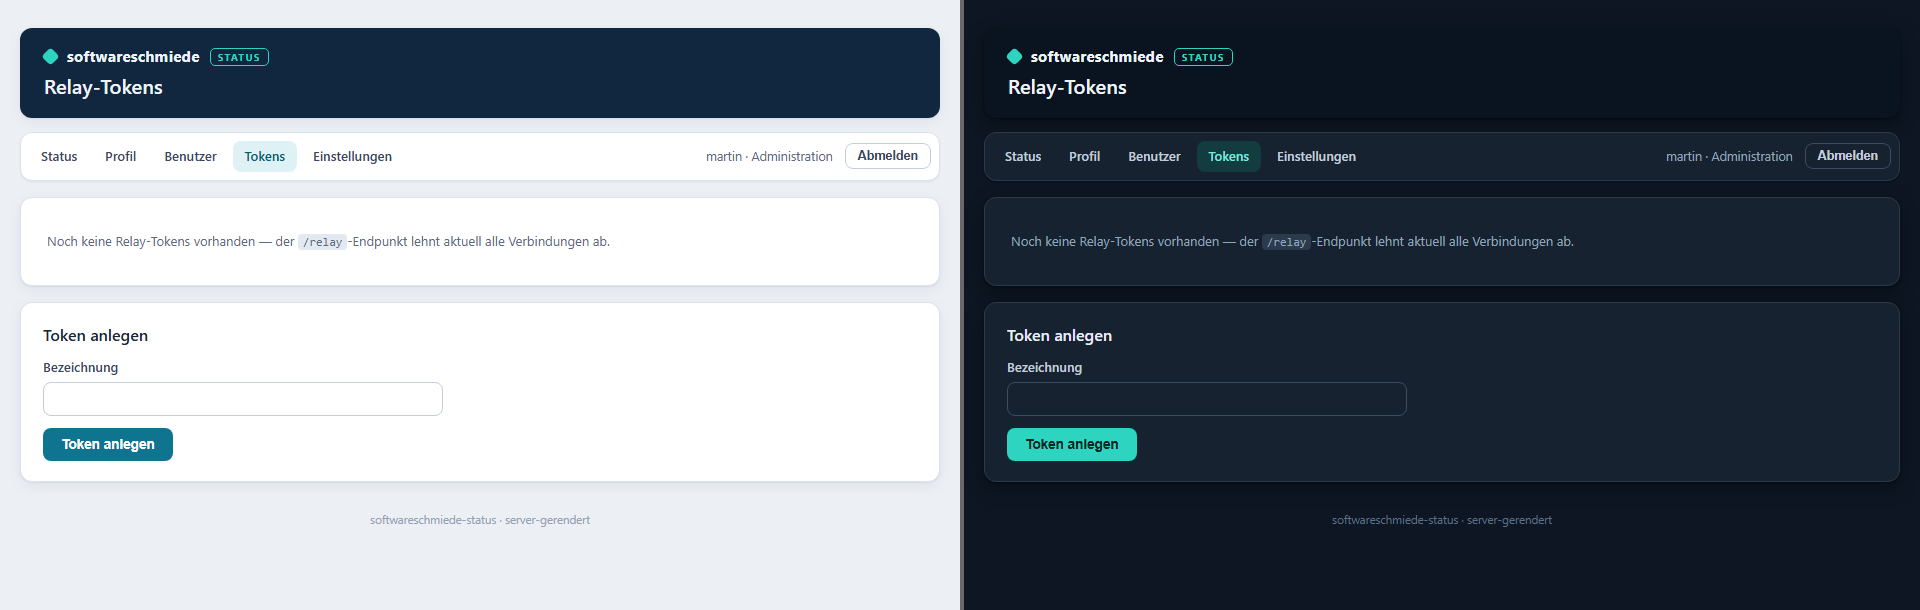 softwareschmiede STATUS
Relay-Tokens
Status Profil Benutzer Tokens Einstellungen martin · Administration Abmelden
Noch keine Relay-Tokens vorhanden — der /relay-Endpunkt lehnt aktuell alle Verbindungen ab.
Token anlegen
Bezeichnung
Token anlegen
softwareschmiede-status · server-gerendert
softwareschmiede STATUS
Relay-Tokens
Status Profil Benutzer Tokens Einstellungen martin · Administration Abmelden
Noch keine Relay-Tokens vorhanden — der /relay-Endpunkt lehnt aktuell alle Verbindungen ab.
Token anlegen
Bezeichnung
Token anlegen
softwareschmiede-status · server-gerendert